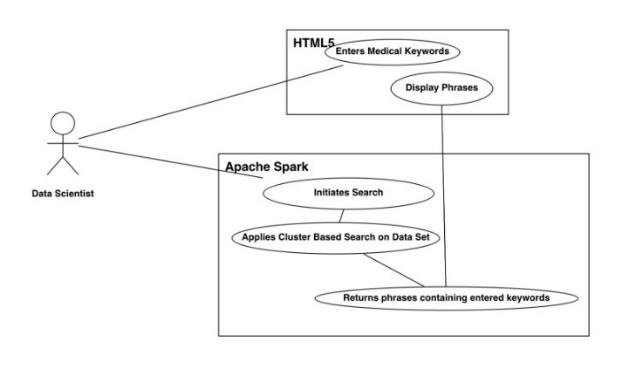 HTML5
Enters Medical Keywords
Display Phrases
Data Scientist
Apache Spark
Initiates Search
Applies Cluster Based Search on Data Set
Returns phrases containing entered keywords